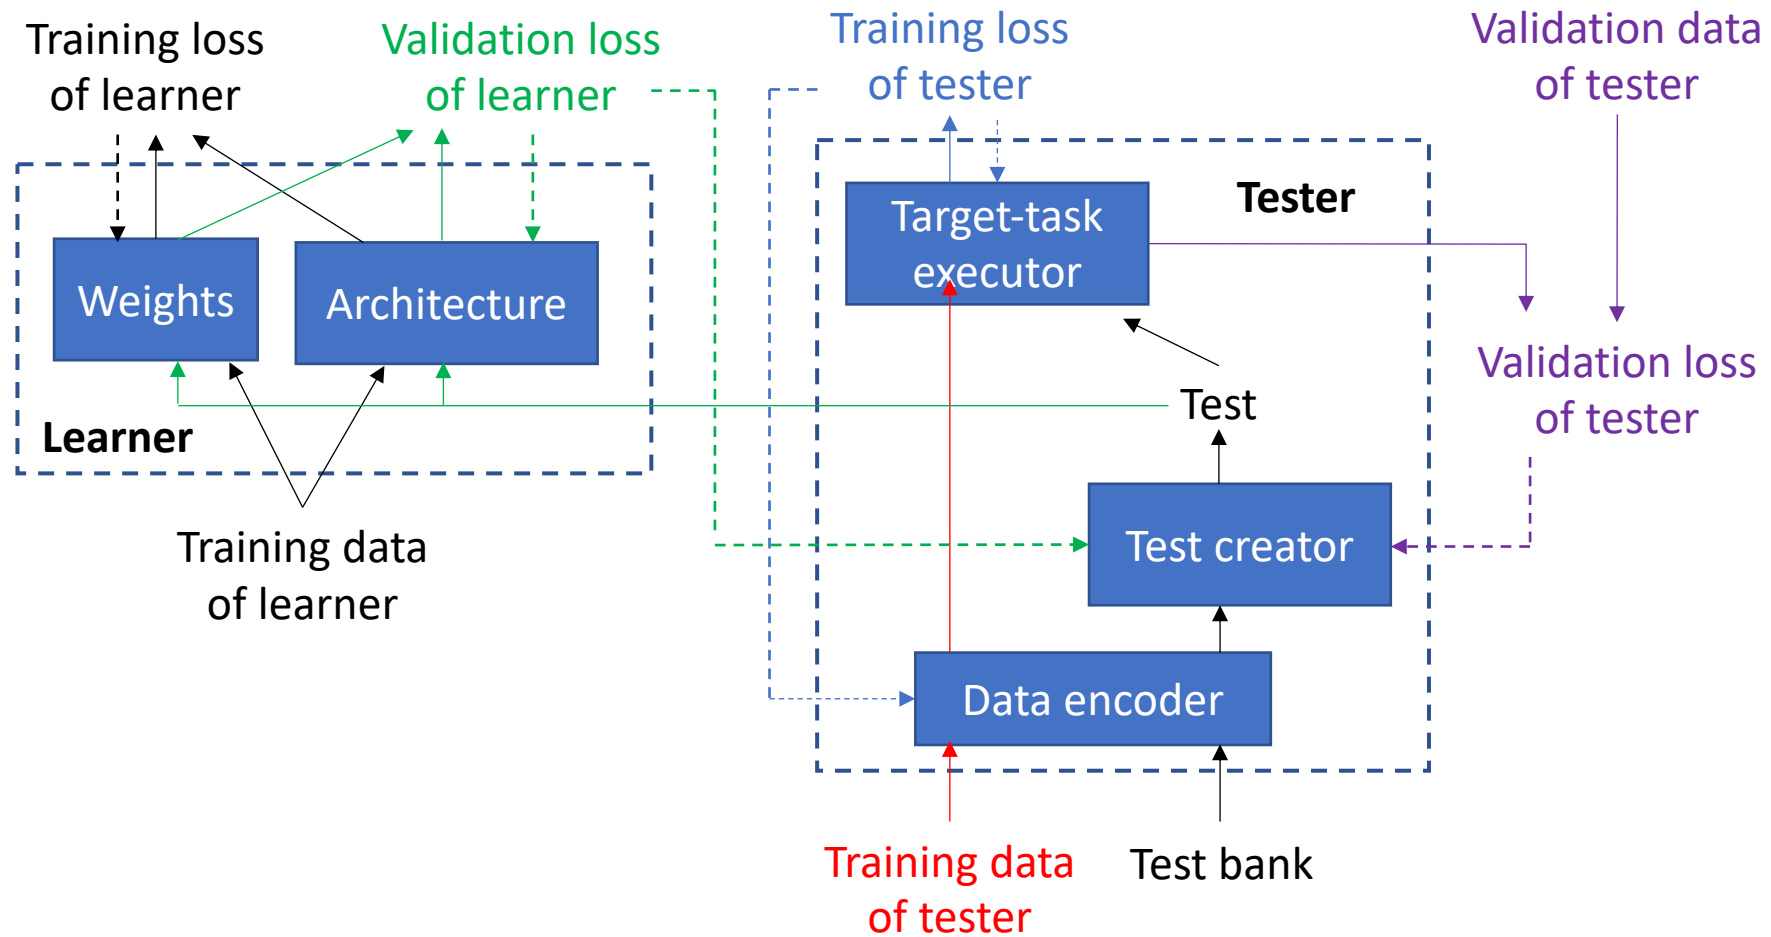 Training loss
of learner
Validation loss
of learner
Training loss
of tester
Validation data
of tester
Tester
Target-task
executor
Weights
Architecture
Validation loss
of tester
Test
Learner
Training data
of learner
Test creator
Data encoder
Training data
of tester
Test bank